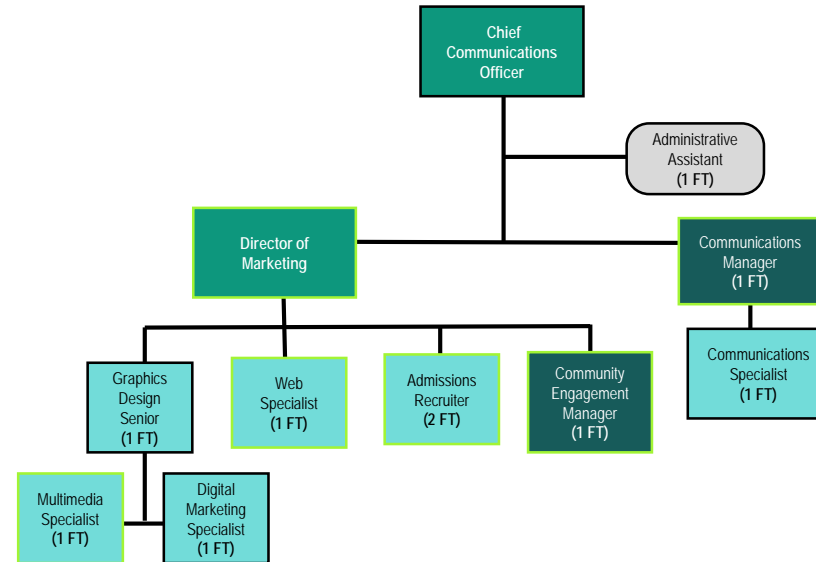 Chief
Communications
Officer
Administrative
Assistant
(1 FT)
Director of
Marketing
Communications
Manager
(1 FT)
Graphics
Design
Senior
(1 FT)
Web
Specialist
(1 FT)
Admissions
Recruiter
(2 FT)
Community
Engagement
Manager
(1 FT)
Communications
Specialist
(1 FT)
Multimedia
Specialist
(1 FT)
Digital
Marketing
Specialist
(1 FT)